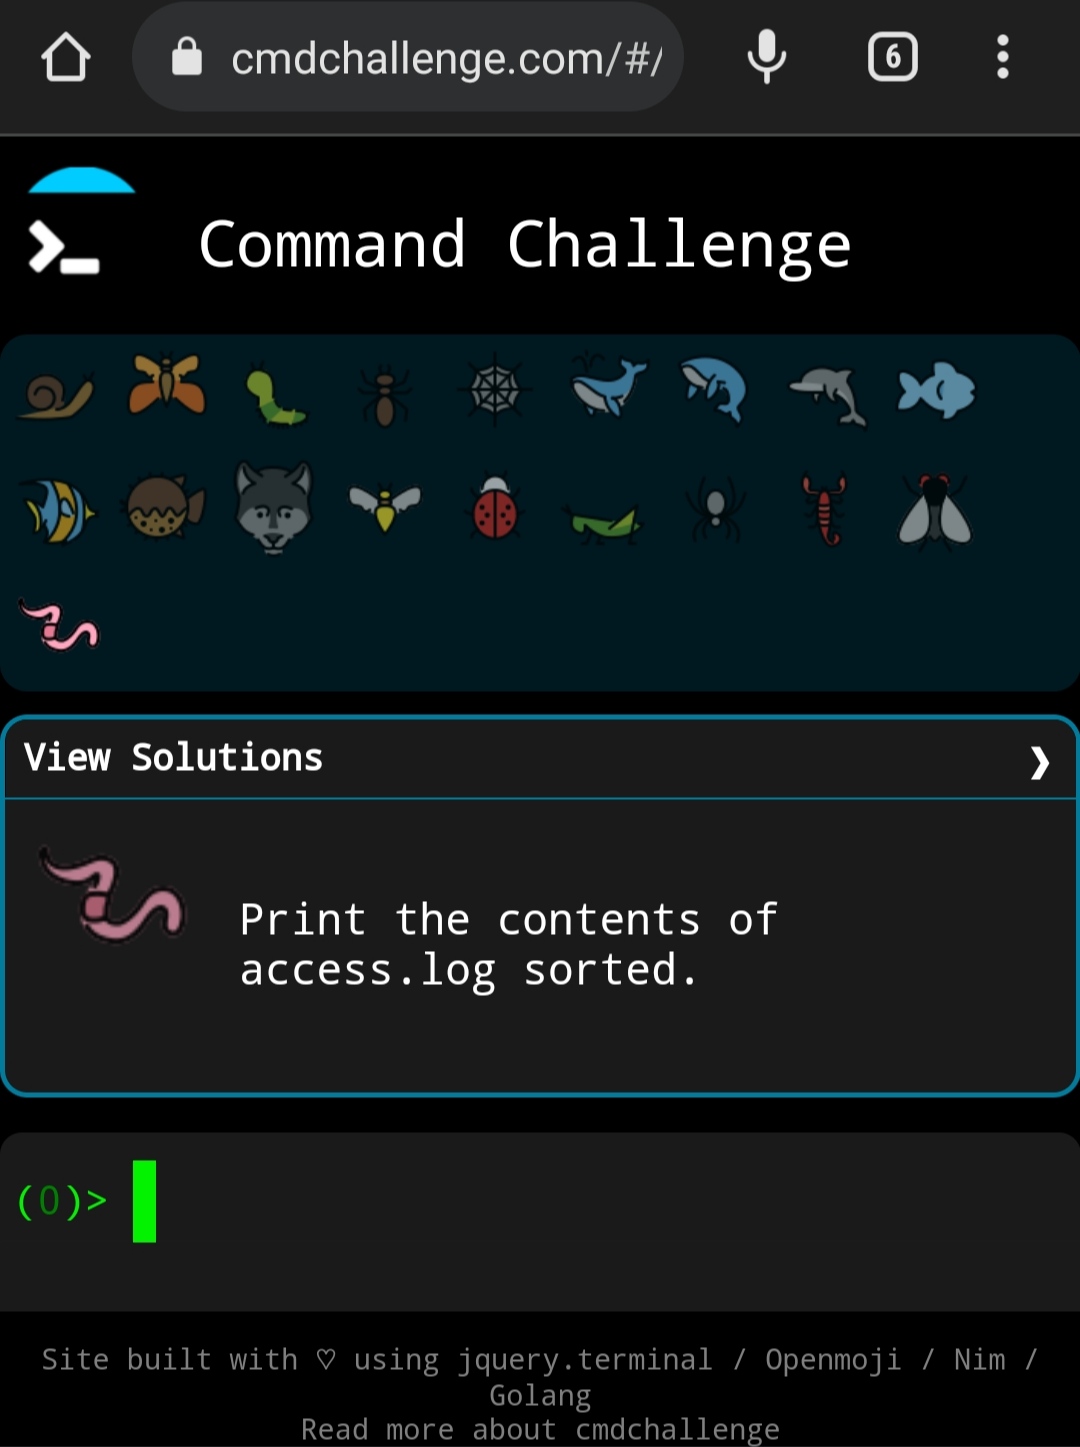 cmdchallenge.com/#/
6
Command Challenge
View Solutions
Print the contents of
access.log sorted.
(0)>
Site built with ♡ using jquery.terminal / Openmoji / Nim /
Golang
Read more about cmdchallenge